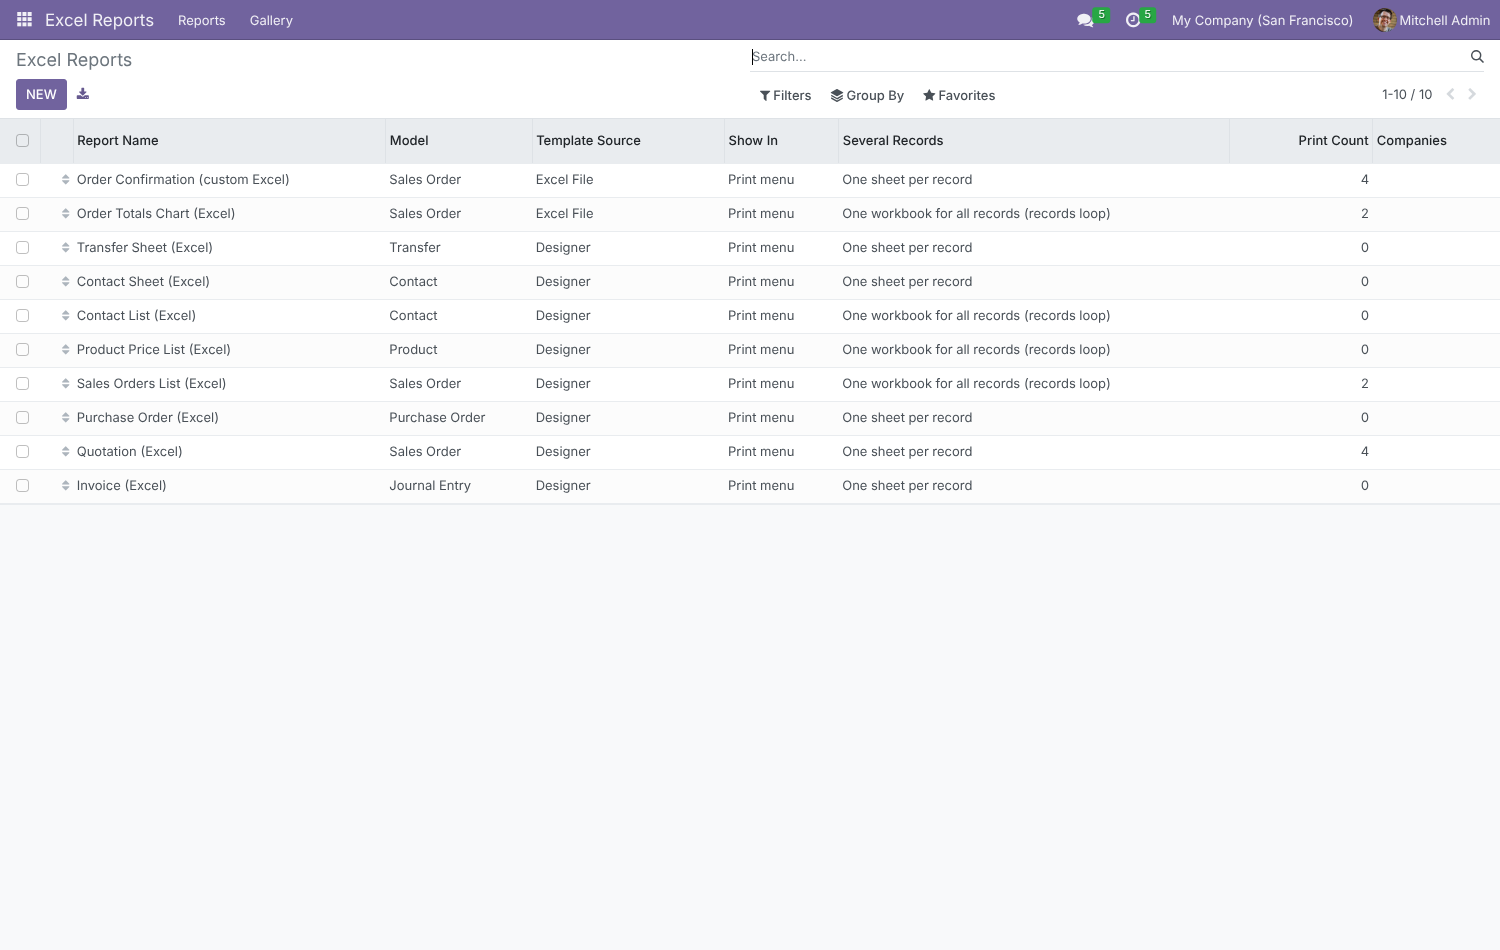 Excel Reports Reports Gallery 5 5 My Company (San Francisco) Mitchell Admin
Excel Reports Search...
NEW Filters Group By Favorites 1-10 / 10
Report Name Model Template Source Show In Several Records Print Count Companies
Order Confirmation (custom Excel) Sales Order Excel File Print menu One sheet per record 4
Order Totals Chart (Excel) Sales Order Excel File Print menu One workbook for all records (records loop) 2
Transfer Sheet (Excel) Transfer Designer Print menu One sheet per record 0
Contact Sheet (Excel) Contact Designer Print menu One sheet per record 0
Contact List (Excel) Contact Designer Print menu One workbook for all records (records loop) 0
Product Price List (Excel) Product Designer Print menu One workbook for all records (records loop) 0
Sales Orders List (Excel) Sales Order Designer Print menu One workbook for all records (records loop) 2
Purchase Order (Excel) Purchase Order Designer Print menu One sheet per record 0
Quotation (Excel) Sales Order Designer Print menu One sheet per record 4
Invoice (Excel) Journal Entry Designer Print menu One sheet per record 0